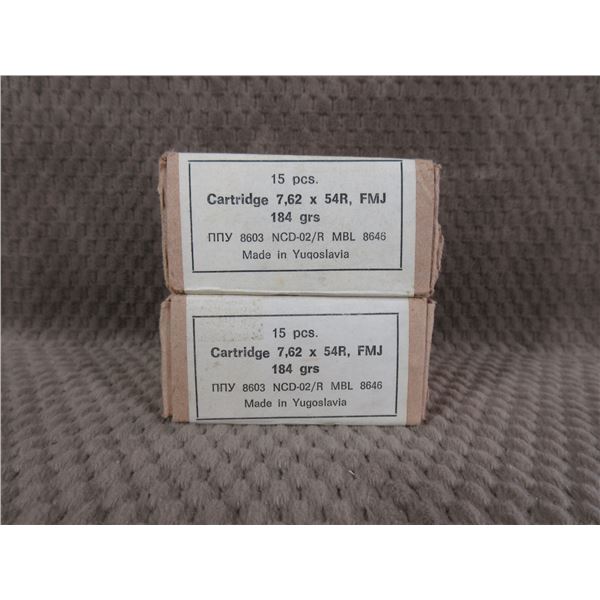 15 pcs.
Cartridge 7,62 x 54R, FMJ
184 grs
ППУ 8603 NCD-02/R MBL 8646
Made in Yugoslavia
15 pcs.
Cartridge 7,62 x 54R, FMJ
184 grs
ППУ 8603 NCD-02/R MBL 8646
Made in Yugoslavia